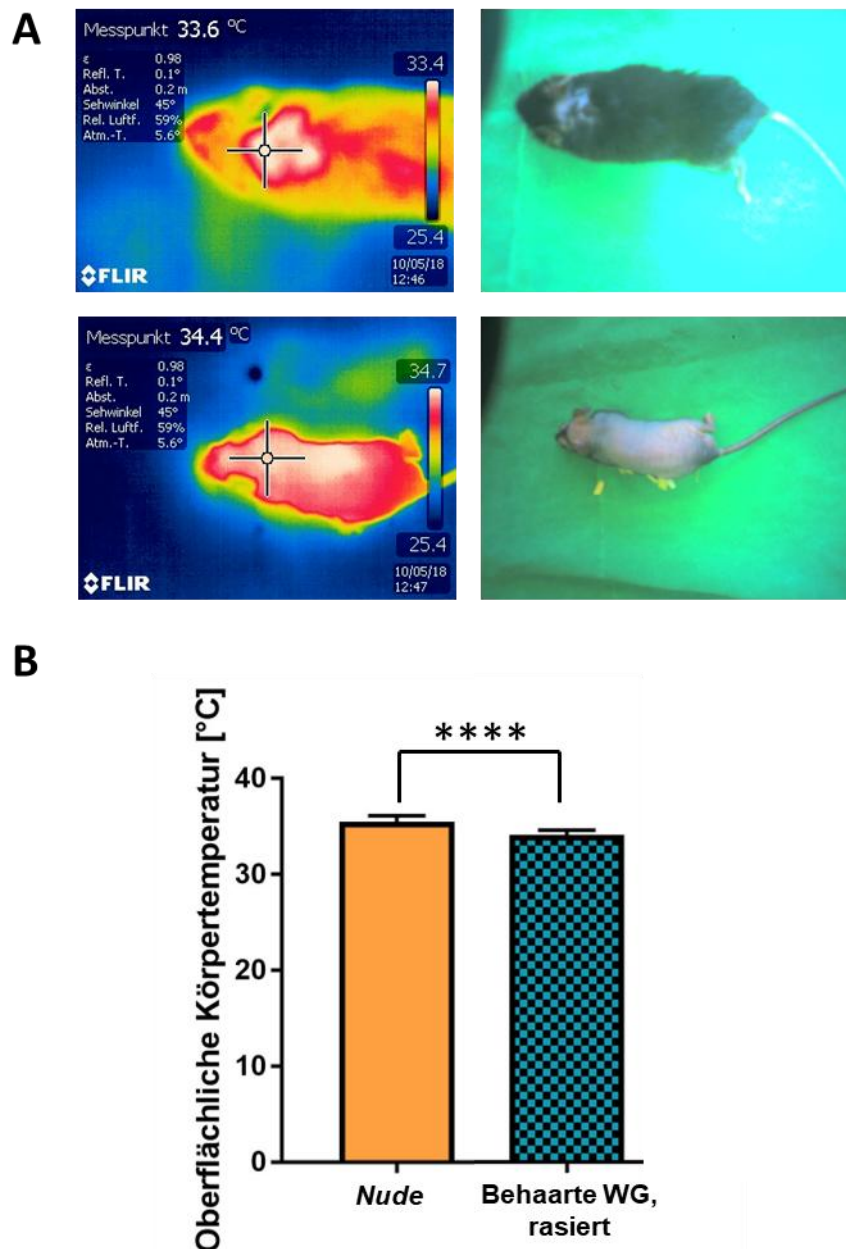 A
Messpunkt 33.6 °C
ε 0.98
Refl. T. 0.1°
Abst. 0.2 m
Sehwinkel 45°
Rel. Luftf. 59%
Atm.-T. 5.6°
33.4
25.4
10/05/18
12:46
FLIR
Messpunkt 34.4 °C
ε 0.98
Refl. T. 0.1°
Abst. 0.2 m
Sehwinkel 45°
Rel. Luftf. 59%
Atm.-T. 5.6°
34.7
25.4
10/05/18
12:47
FLIR
B
Oberflächliche Körpertemperatur [°C]
****
40
30
20
10
0
Nude
Behaarte WG,
rasiert